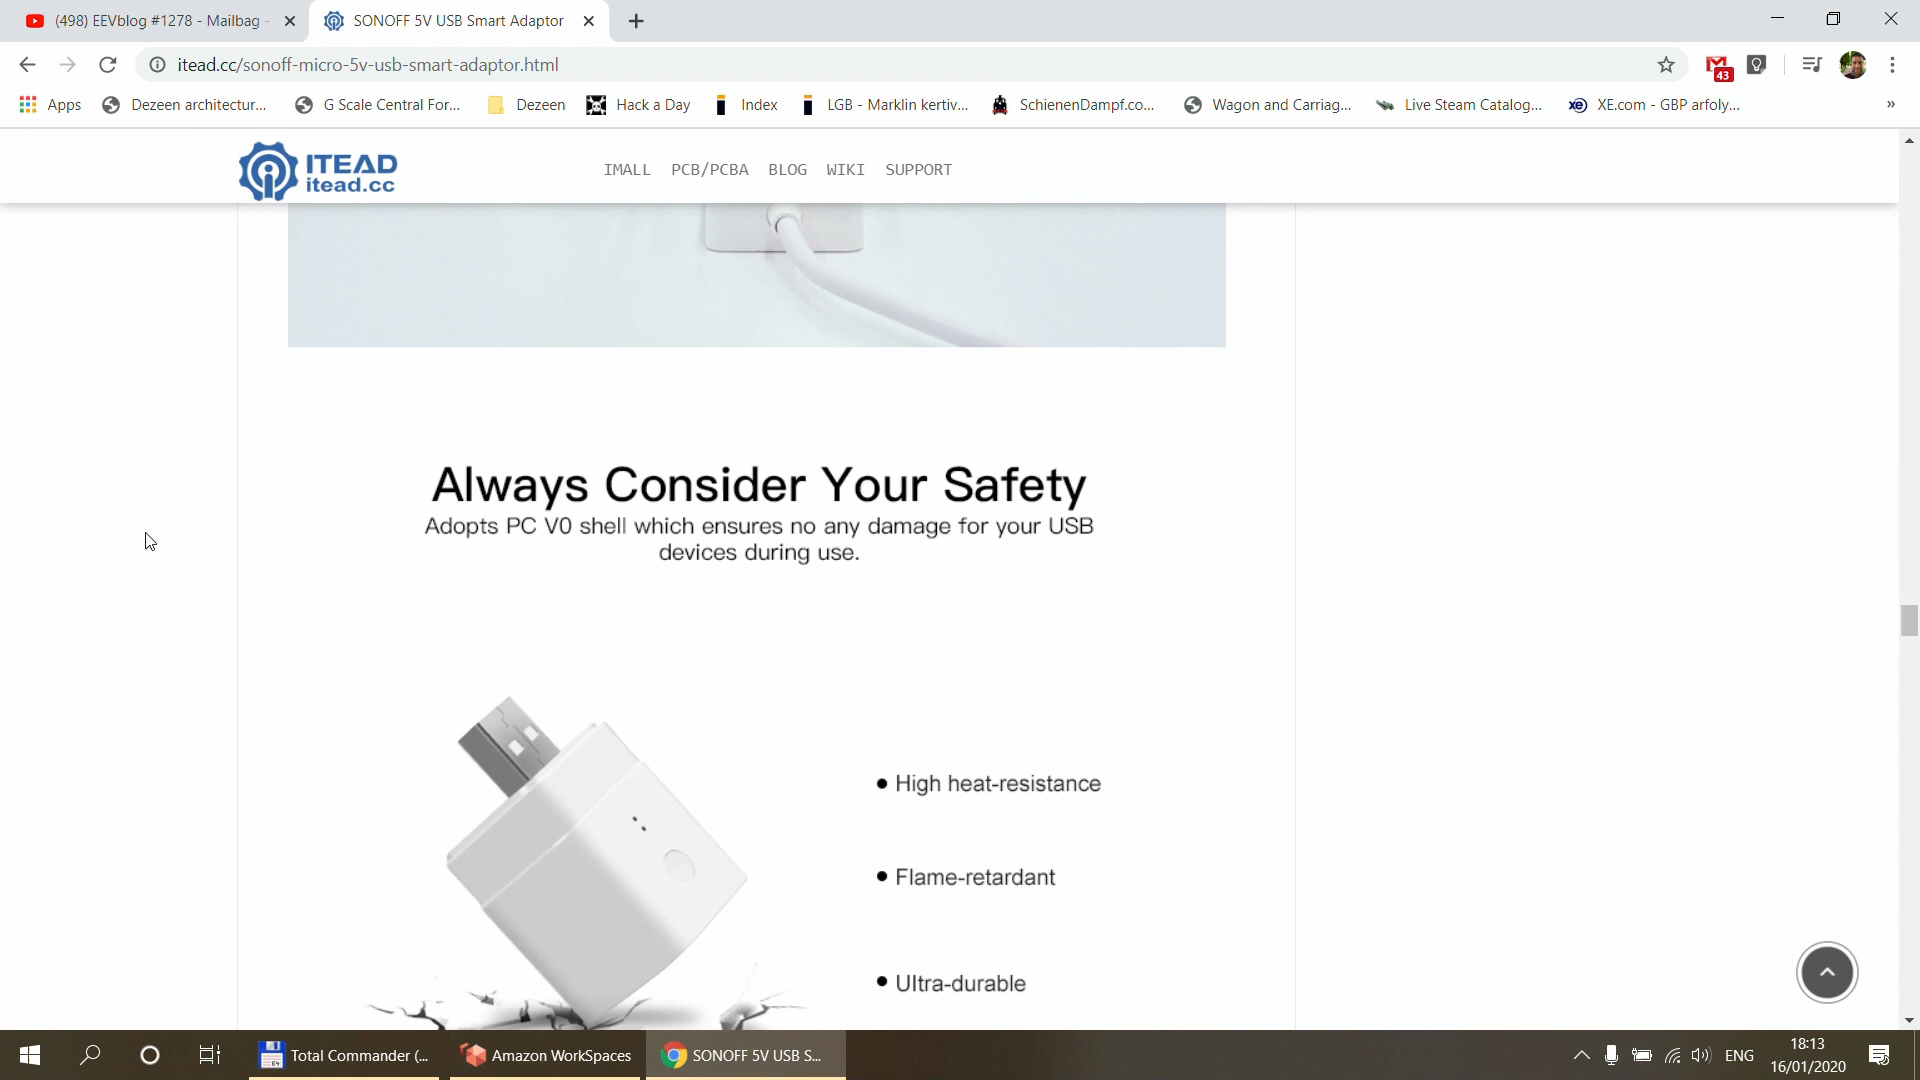 (498) EEVblog #1278 - Mailbag -
SONOFF 5V USB Smart Adaptor
itead.cc/sonoff-micro-5v-usb-smart-adaptor.html
43
Apps
Dezeen architectur...
G Scale Central For...
Dezeen
Hack a Day
Index
LGB - Marklin kertiv...
SchienenDampf.co...
Wagon and Carriag...
Live Steam Catalog...
xe
XE.com - GBP arfoly...
»
ITEAD
itead.cc
IMALL PCB/PCBA BLOG WIKI SUPPORT
Always Consider Your Safety
Adopts PC V0 shell which ensures no any damage for your USB
devices during use.
• High heat-resistance
• Flame-retardant
• Ultra-durable
64
Total Commander (...
Amazon WorkSpaces
SONOFF 5V USB S...
ENG
18:13
16/01/2020